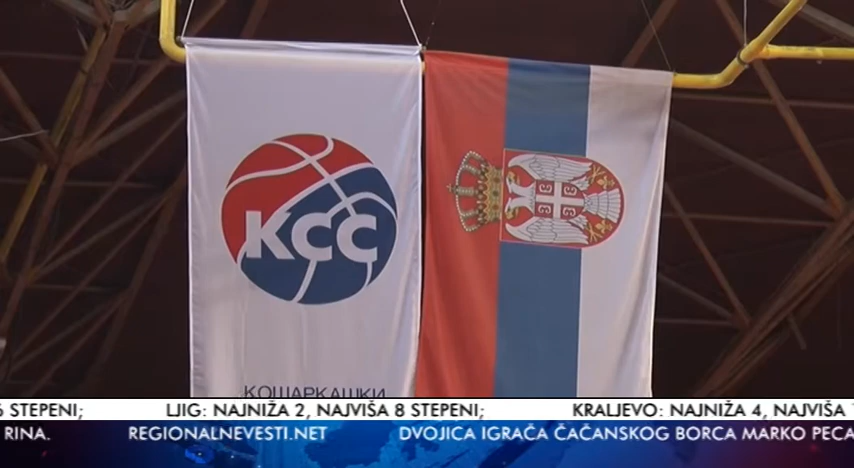 КСС
КОШАРКАШКИ
STEPENI; LJIG: NAJNIŽA 2, NAJVIŠA 8 STEPENI; KRALJEVO: NAJNIŽA 4, NAJVIŠA
RINA. REGIONALNEVESTI.NET DVOJICA IGRAČA ČAČANSKOG BORCA MARKO PECA